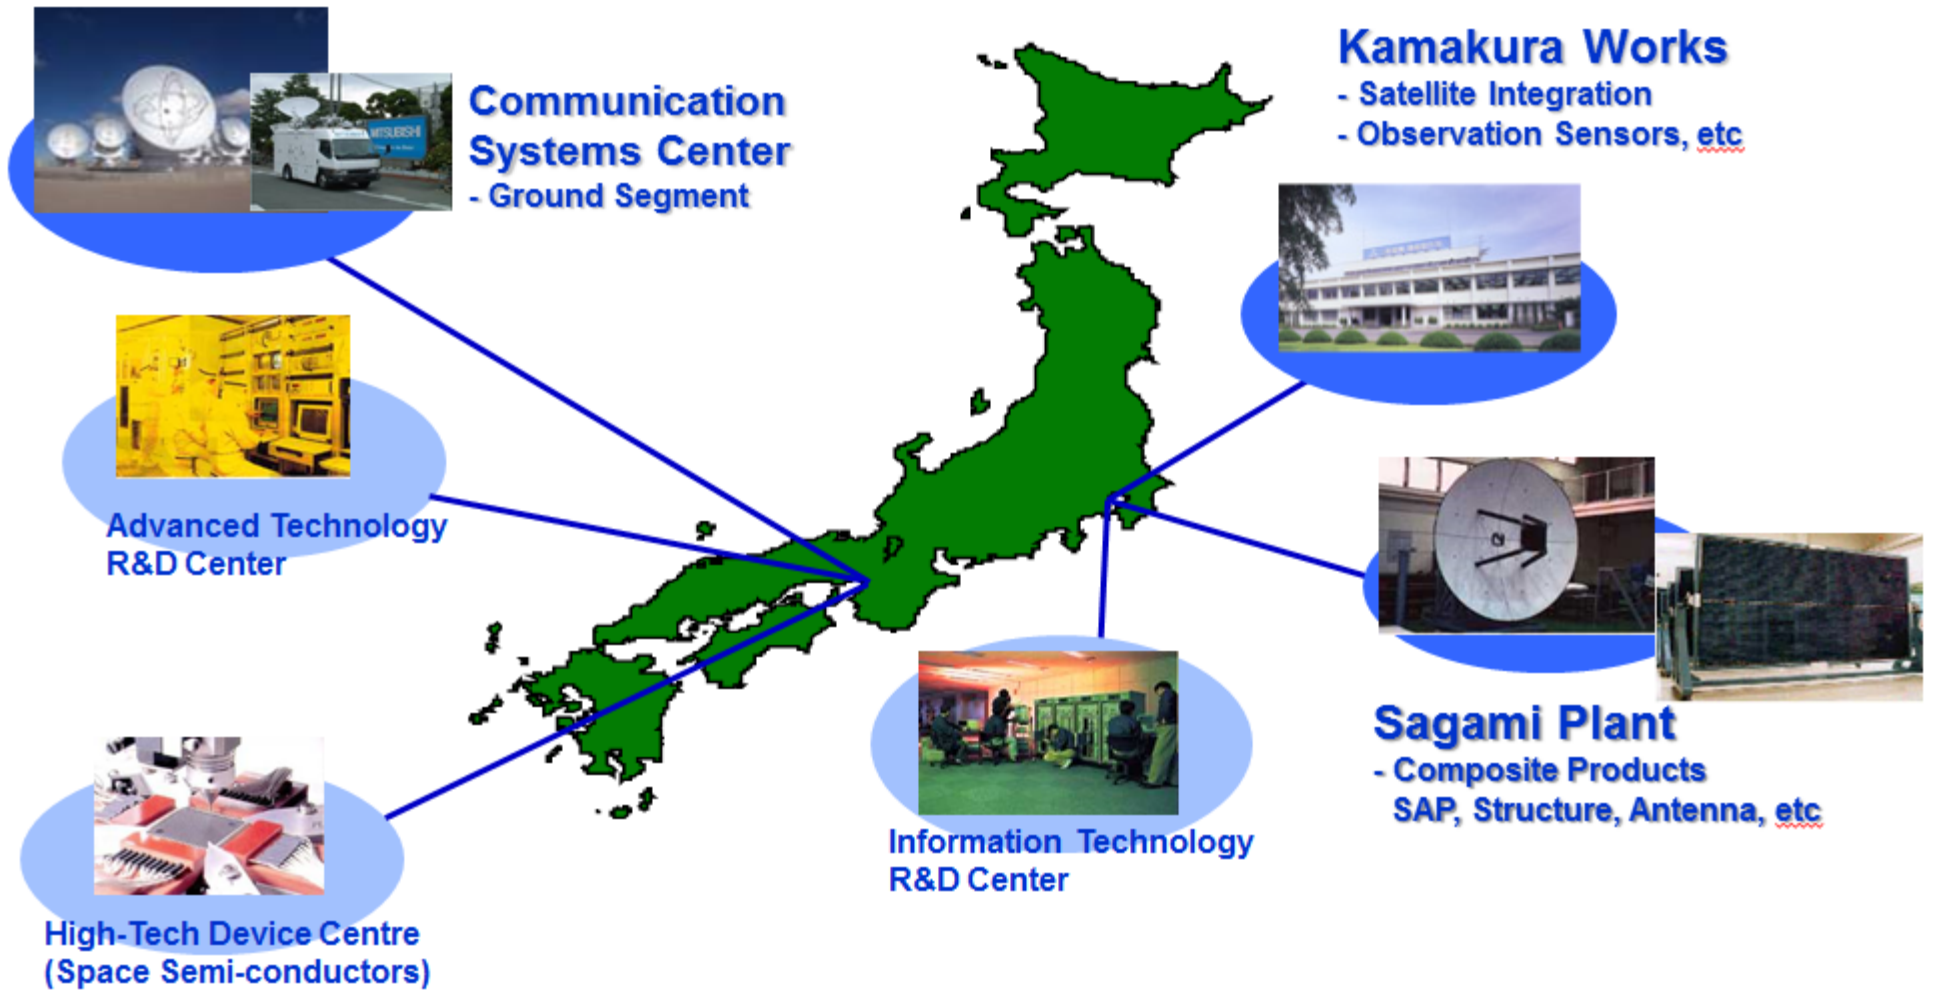 Communication
Systems Center
- Ground Segment
MITSUBISHI
Kamakura Works
- Satellite Integration
- Observation Sensors, etc
Advanced Technology
R&D Center
Sagami Plant
- Composite Products
SAP, Structure, Antenna, etc
Information Technology
R&D Center
High-Tech Device Centre
(Space Semi-conductors)